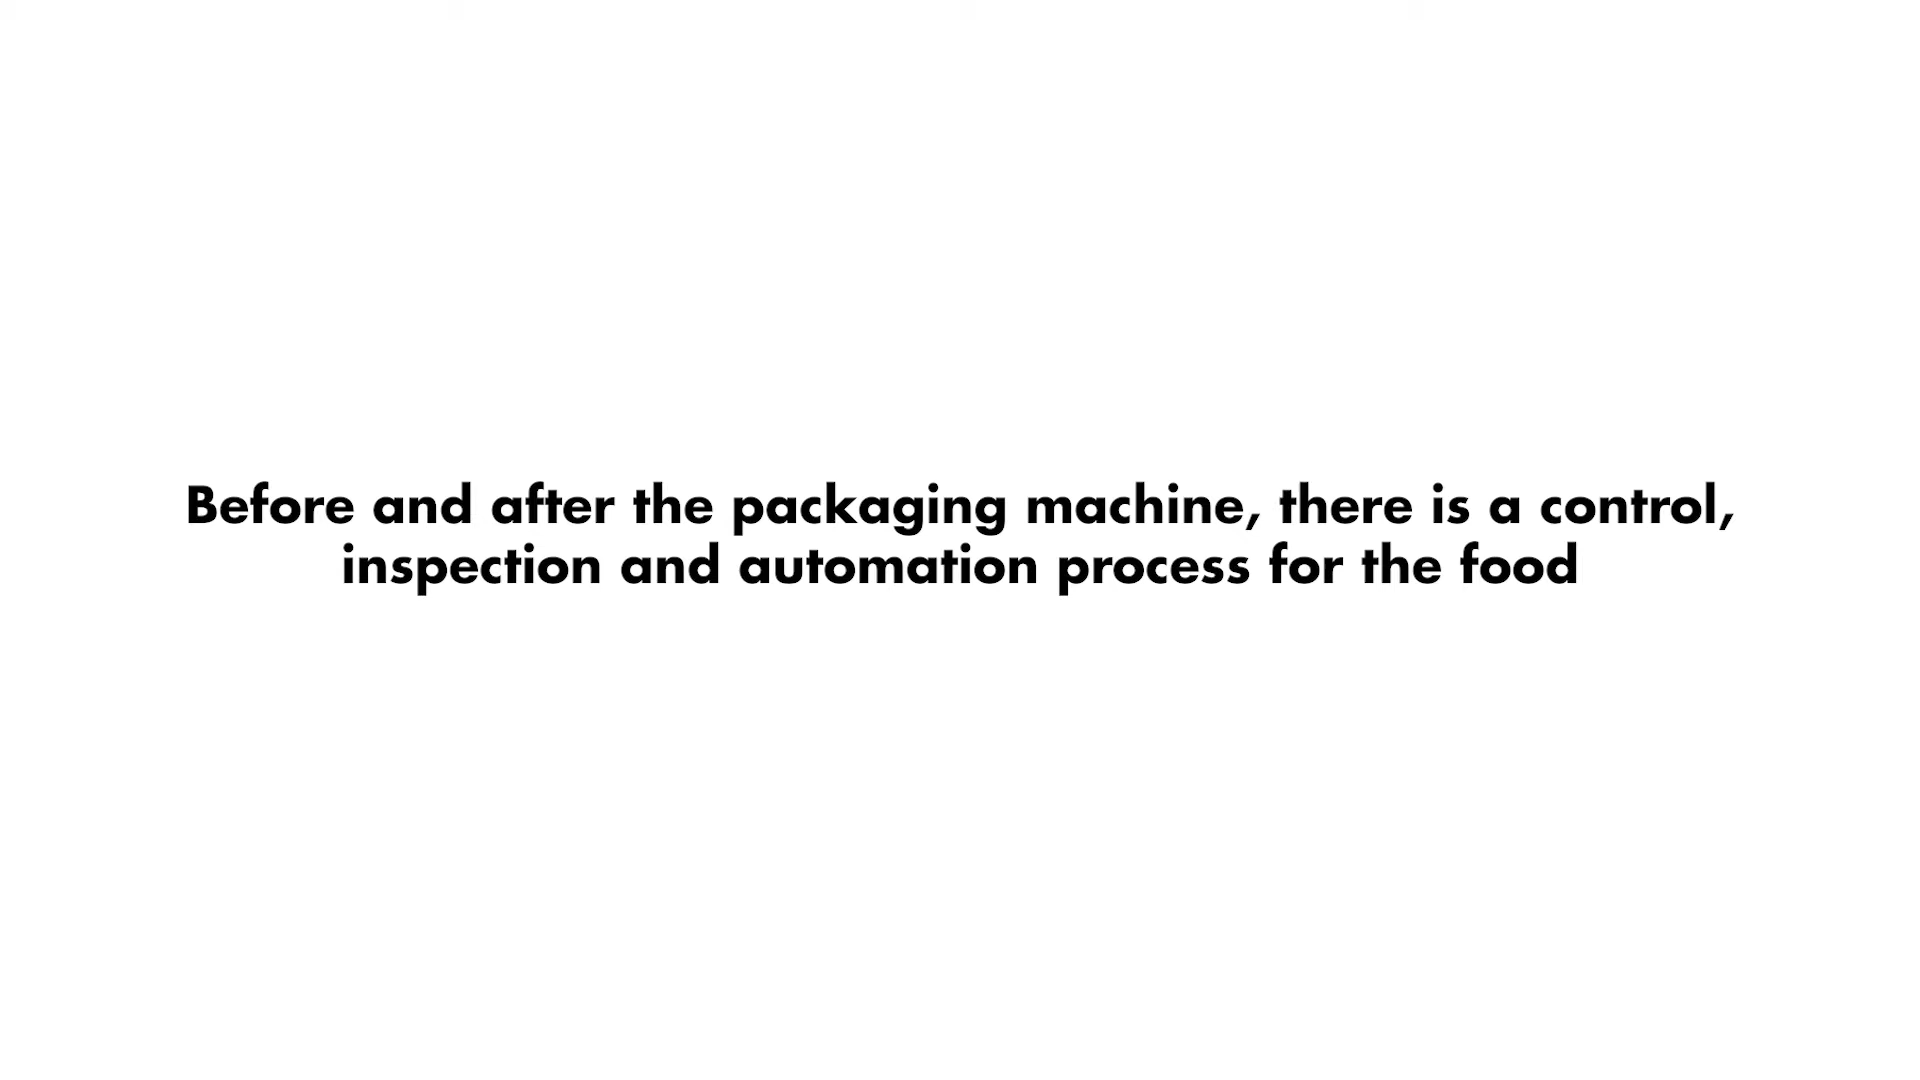 Before and after the packaging machine, there is a control,
inspection and automation process for the food